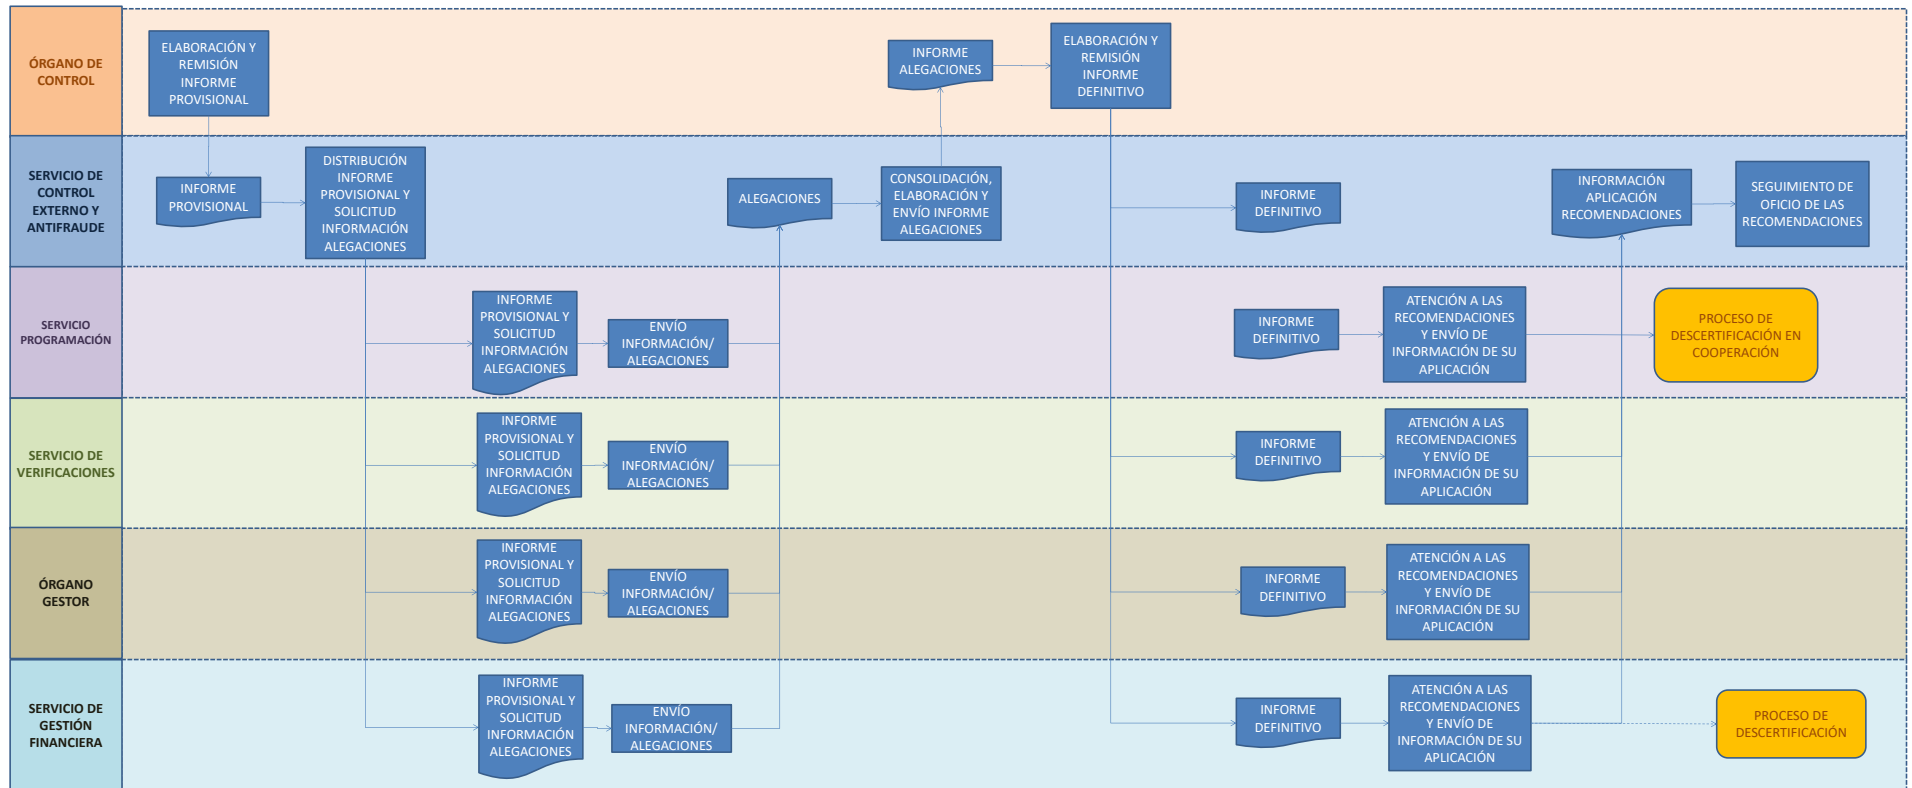 ÓRGANO DE
CONTROL
ELABORACIÓN Y
REMISIÓN
INFORME
PROVISIONAL
INFORME
ALEGACIONES
ELABORACIÓN Y
REMISIÓN
INFORME
DEFINITIVO
SERVICIO DE
CONTROL
EXTERNO Y
ANTIFRAUDE
INFORME
PROVISIONAL
DISTRIBUCIÓN
INFORME
PROVISIONAL Y
SOLICITUD
INFORMACIÓN
ALEGACIONES
ALEGACIONES
CONSOLIDACIÓN,
ELABORACIÓN Y
ENVÍO INFORME
ALEGACIONES
INFORME
DEFINITIVO
INFORMACIÓN
APLICACIÓN
RECOMENDACIONES
SEGUIMIENTO DE
OFICIO DE LAS
RECOMENDACIONES
SERVICIO
PROGRAMACIÓN
INFORME
PROVISIONAL Y
SOLICITUD
INFORMACIÓN
ALEGACIONES
ENVÍO
INFORMACIÓN/
ALEGACIONES
INFORME
DEFINITIVO
ATENCIÓN A LAS
RECOMENDACIONES
Y ENVÍO DE
INFORMACIÓN DE SU
APLICACIÓN
PROCESO DE
DESCERTIFICACIÓN EN
COOPERACIÓN
SERVICIO DE
VERIFICACIONES
INFORME
PROVISIONAL Y
SOLICITUD
INFORMACIÓN
ALEGACIONES
ENVÍO
INFORMACIÓN/
ALEGACIONES
INFORME
DEFINITIVO
ATENCIÓN A LAS
RECOMENDACIONES
Y ENVÍO DE
INFORMACIÓN DE SU
APLICACIÓN
ÓRGANO
GESTOR
INFORME
PROVISIONAL Y
SOLICITUD
INFORMACIÓN
ALEGACIONES
ENVÍO
INFORMACIÓN/
ALEGACIONES
INFORME
DEFINITIVO
ATENCIÓN A LAS
RECOMENDACIONES
Y ENVÍO DE
INFORMACIÓN DE SU
APLICACIÓN
SERVICIO DE
GESTIÓN
FINANCIERA
INFORME
PROVISIONAL Y
SOLICITUD
INFORMACIÓN
ALEGACIONES
ENVÍO
INFORMACIÓN/
ALEGACIONES
INFORME
DEFINITIVO
ATENCIÓN A LAS
RECOMENDACIONES
Y ENVÍO DE
INFORMACIÓN DE SU
APLICACIÓN
PROCESO DE
DESCERTIFICACIÓN